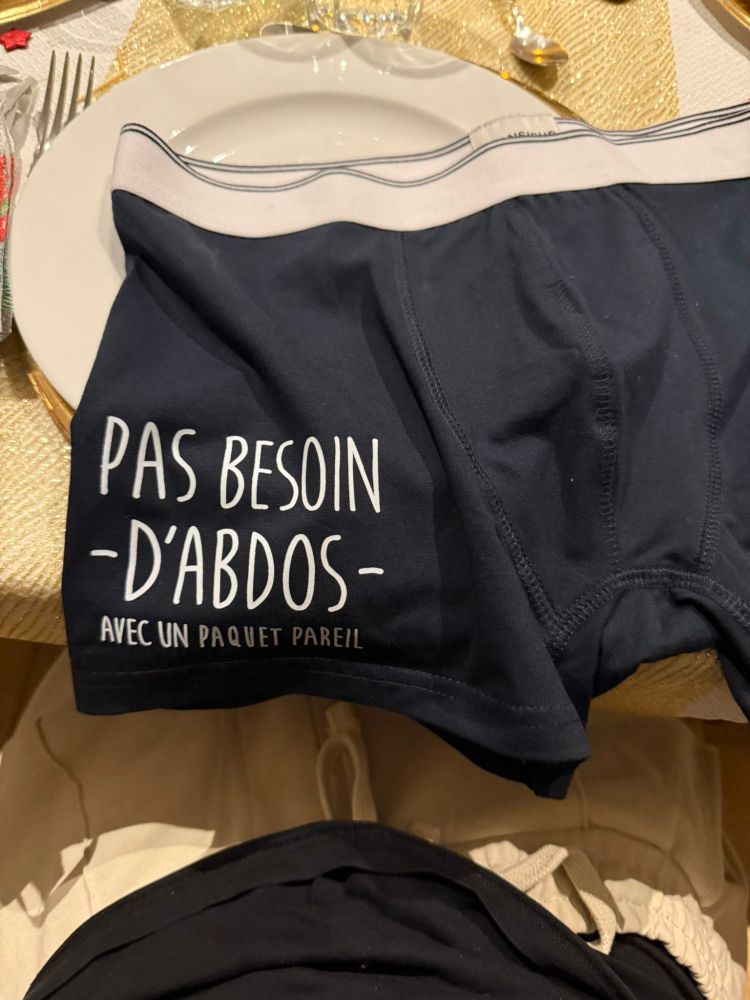 PAS BESOIN
-D'ABDOS-
AVEC UN PAQUET PAREIL